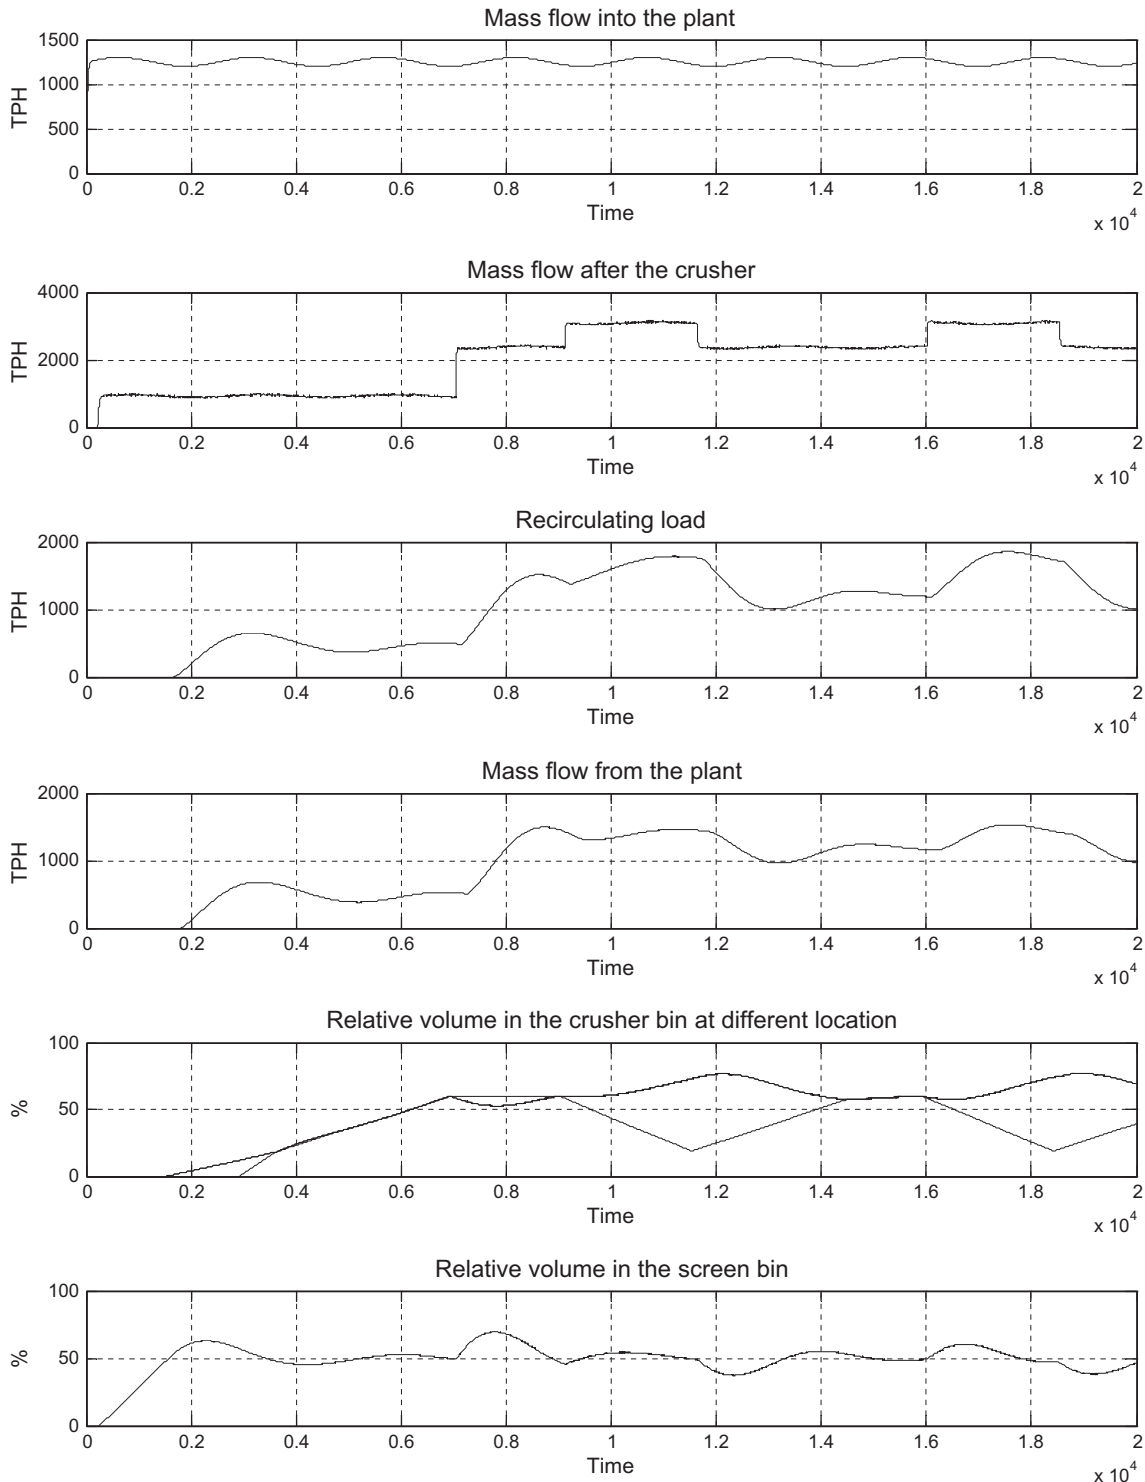 Mass flow into the plant
1500
1000
500
0
TPH
0 0.2 0.4 0.6 0.8 1 1.2 1.4 1.6 1.8 2
Time
x 10^4
Mass flow after the crusher
4000
2000
0
TPH
0 0.2 0.4 0.6 0.8 1 1.2 1.4 1.6 1.8 2
Time
x 10^4
Recirculating load
2000
1000
0
TPH
0 0.2 0.4 0.6 0.8 1 1.2 1.4 1.6 1.8 2
Time
x 10^4
Mass flow from the plant
2000
1000
0
TPH
0 0.2 0.4 0.6 0.8 1 1.2 1.4 1.6 1.8 2
Time
x 10^4
Relative volume in the crusher bin at different location
100
50
0
%
0 0.2 0.4 0.6 0.8 1 1.2 1.4 1.6 1.8 2
Time
x 10^4
Relative volume in the screen bin
100
50
0
%
0 0.2 0.4 0.6 0.8 1 1.2 1.4 1.6 1.8 2
Time
x 10^4